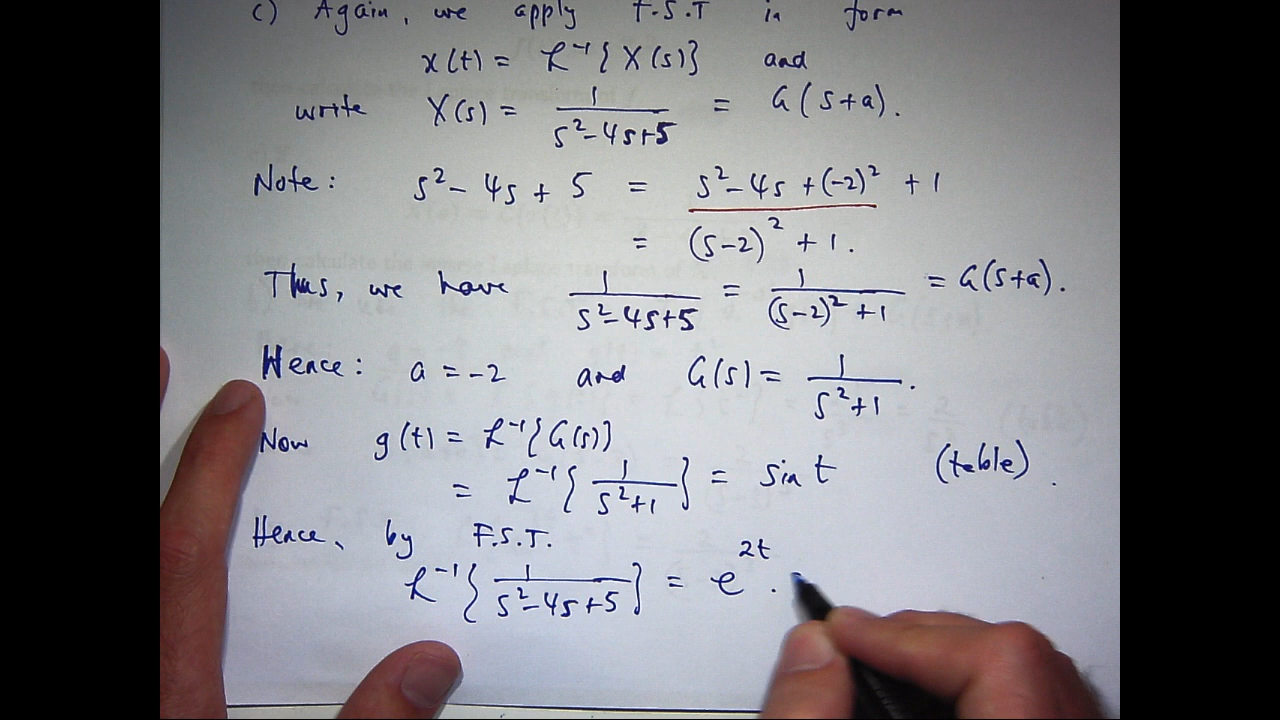 c) Again, we apply F.S.T in form
x(t) = ℒ⁻¹{X(s)} and
write X(s) = 1/(s²-4s+5) = G(s+a).
Note: s² - 4s + 5 = s² - 4s + (-2)² + 1
= (s-2)² + 1.
Thus, we have 1/(s²-4s+5) = 1/((s-2)²+1) = G(s+a).
Hence: a = -2 and G(s) = 1/(s²+1).
Now g(t) = ℒ⁻¹{G(s)}
= ℒ⁻¹{1/(s²+1)} = sin t (table).
Hence, by F.S.T.
ℒ⁻¹{1/(s²-4s+5)} = e^2t .